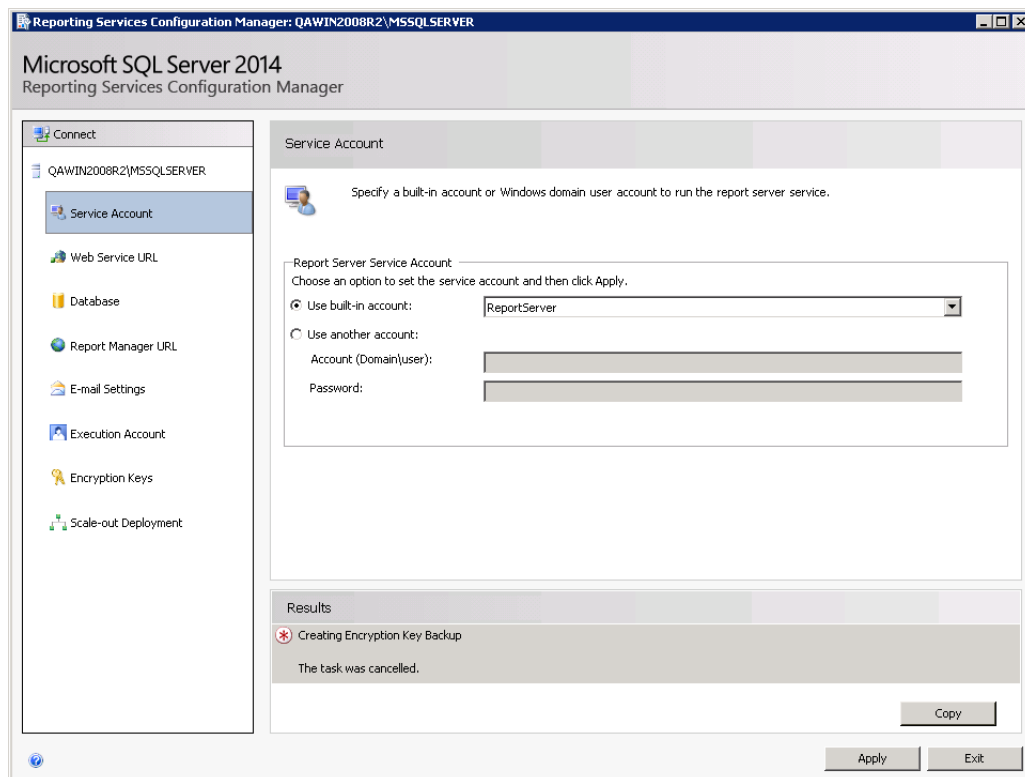 Reporting Services Configuration Manager: QAWIN2008R2\MSSQLSERVER
Microsoft SQL Server 2014
Reporting Services Configuration Manager
Connect
QAWIN2008R2\MSSQLSERVER
Service Account
Web Service URL
Database
Report Manager URL
E-mail Settings
Execution Account
Encryption Keys
Scale-out Deployment
Service Account
Specify a built-in account or Windows domain user account to run the report server service.
Report Server Service Account
Choose an option to set the service account and then click Apply.
Use built-in account:
ReportServer
Use another account:
Account (Domain\user):
Password:
Results
Creating Encryption Key Backup
The task was cancelled.
Copy
Apply
Exit